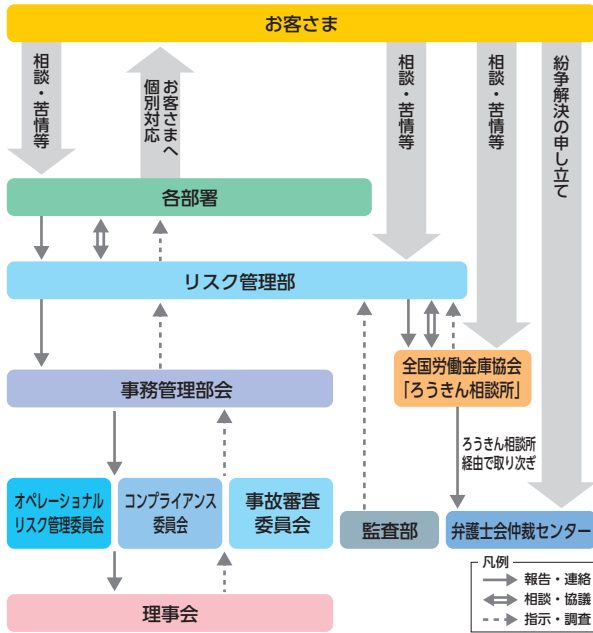 お客さま
相談・苦情等
お客さまへ
個別対応
相談・苦情等
相談・苦情等
紛争解決の申し立て
各部署
リスク管理部
事務管理部会
全国労働金庫協会
「ろうきん相談所」
ろうきん相談所
経由で取り次ぎ
オペレーショナル
リスク管理委員会
コンプライアンス
委員会
事故審査
委員会
監査部
弁護士会仲裁センター
理事会
凡例
報告・連絡
相談・協議
指示・調査